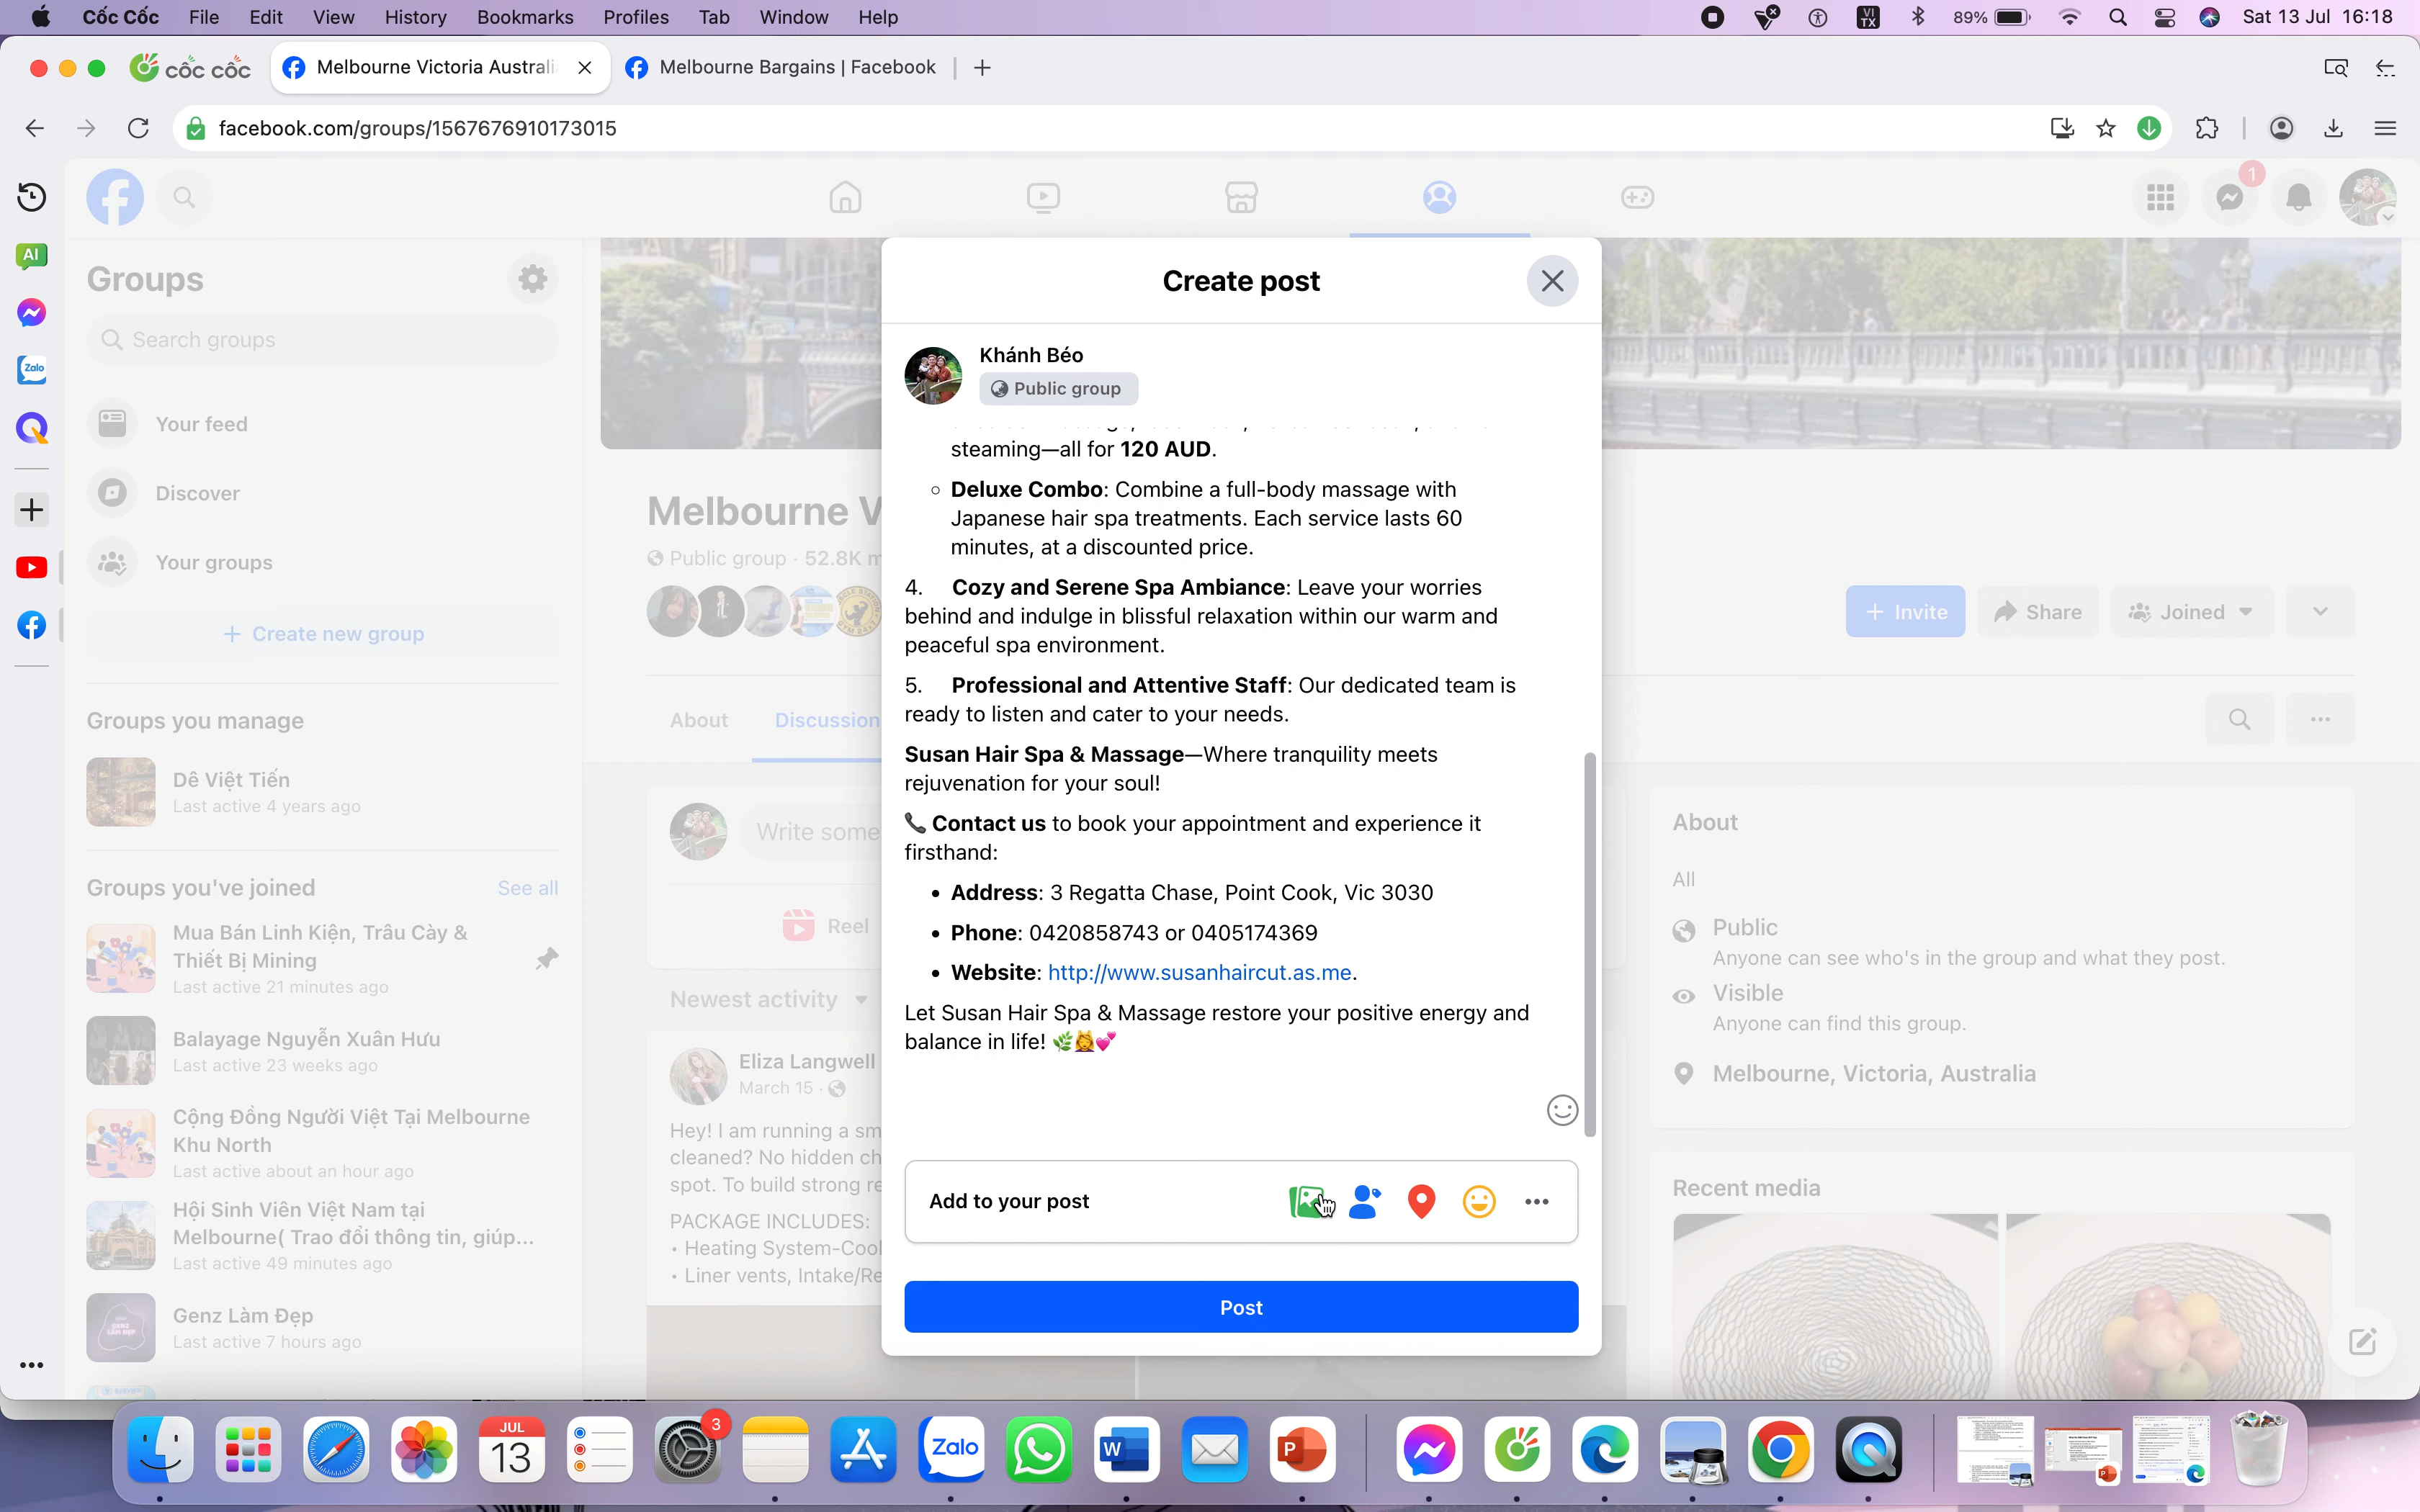 Cốc Cốc File Edit View History Bookmarks Profiles Tab Window Help
VI TX 89% Sat 13 Jul 16:18
cốc cốc Melbourne Victoria Australi Melbourne Bargains | Facebook
facebook.com/groups/1567676910173015
AI
Zalo
1
Groups
Search groups
Your feed
Discover
Your groups
Create new group
Groups you manage
Dê Việt Tiến
Last active 4 years ago
Groups you've joined
See all
Mua Bán Linh Kiện, Trâu Cày &
Thiết Bị Mining
Last active 21 minutes ago
Balayage Nguyễn Xuân Hưu
Last active 23 weeks ago
Cộng Đồng Người Việt Tại Melbourne
Khu North
Last active about an hour ago
Hội Sinh Viên Việt Nam tại
Melbourne( Trao đổi thông tin, giúp...
Last active 49 minutes ago
Genz Làm Đẹp
Last active 7 hours ago
Melbourne V
Public group · 52.8K m
Invite
Share
Joined
About
Discussion
Write some
Reel
Newest activity
Eliza Langwell
March 15 ·
Hey! I am running a sm
cleaned? No hidden ch
spot. To build strong re
PACKAGE INCLUDES:
• Heating System-Cool
• Liner vents, Intake/Re
Create post
Khánh Béo
Public group
steaming—all for 120 AUD.
Deluxe Combo: Combine a full-body massage with
Japanese hair spa treatments. Each service lasts 60
minutes, at a discounted price.
4. Cozy and Serene Spa Ambiance: Leave your worries
behind and indulge in blissful relaxation within our warm and
peaceful spa environment.
5. Professional and Attentive Staff: Our dedicated team is
ready to listen and cater to your needs.
Susan Hair Spa & Massage—Where tranquility meets
rejuvenation for your soul!
📞 Contact us to book your appointment and experience it
firsthand:
• Address: 3 Regatta Chase, Point Cook, Vic 3030
• Phone: 0420858743 or 0405174369
• Website: http://www.susanhaircut.as.me.
Let Susan Hair Spa & Massage restore your positive energy and
balance in life! 🌿💆💕
Add to your post
Post
About
All
Public
Anyone can see who's in the group and what they post.
Visible
Anyone can find this group.
Melbourne, Victoria, Australia
Recent media
JUL
13
3
Zalo
W
P